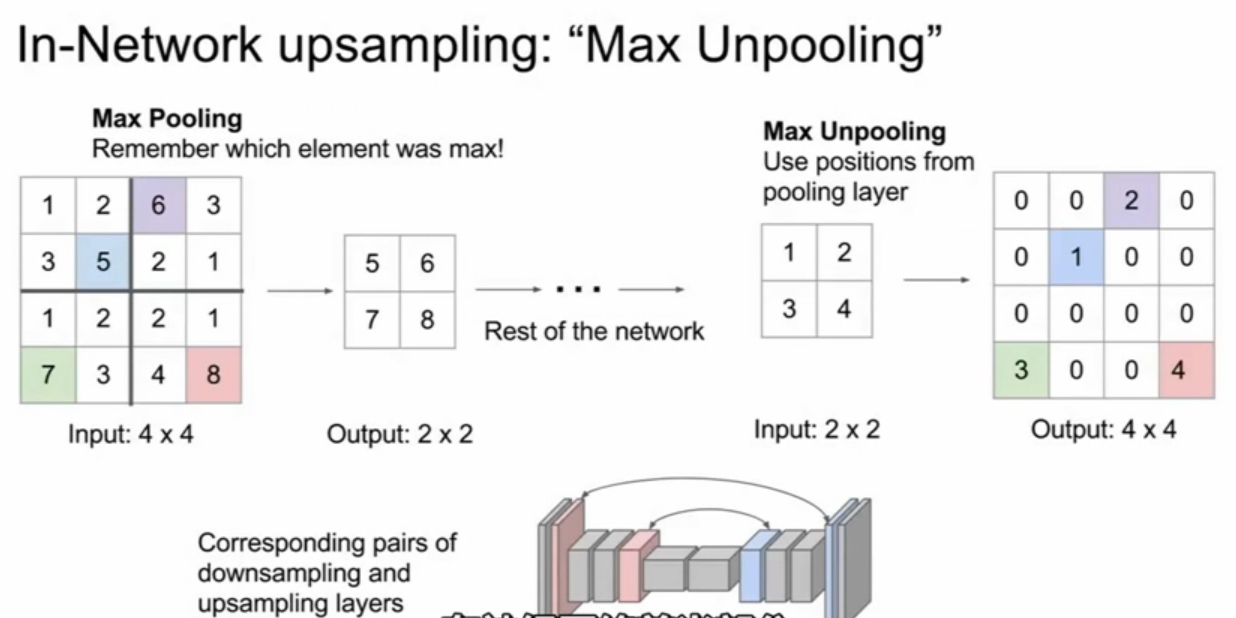 In-Network upsampling: “Max Unpooling”
Max Pooling
Remember which element was max!
1 2 6 3
3 5 2 1
1 2 2 1
7 3 4 8
Input: 4 x 4
5 6
7 8
Output: 2 x 2
...
Rest of the network
Max Unpooling
Use positions from
pooling layer
1 2
3 4
Input: 2 x 2
0 0 2 0
0 1 0 0
0 0 0 0
3 0 0 4
Output: 4 x 4
Corresponding pairs of
downsampling and
upsampling layers